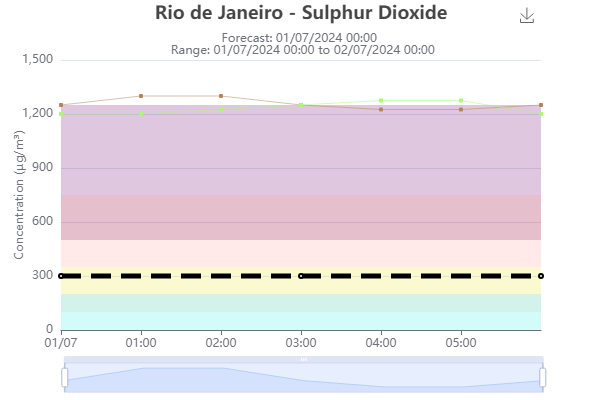 Rio de Janeiro - Sulphur Dioxide
Forecast: 01/07/2024 00:00
Range: 01/07/2024 00:00 to 02/07/2024 00:00
Concentration (µg/m³)
1,500
1,200
900
600
300
0
01/07 01:00 02:00 03:00 04:00 05:00